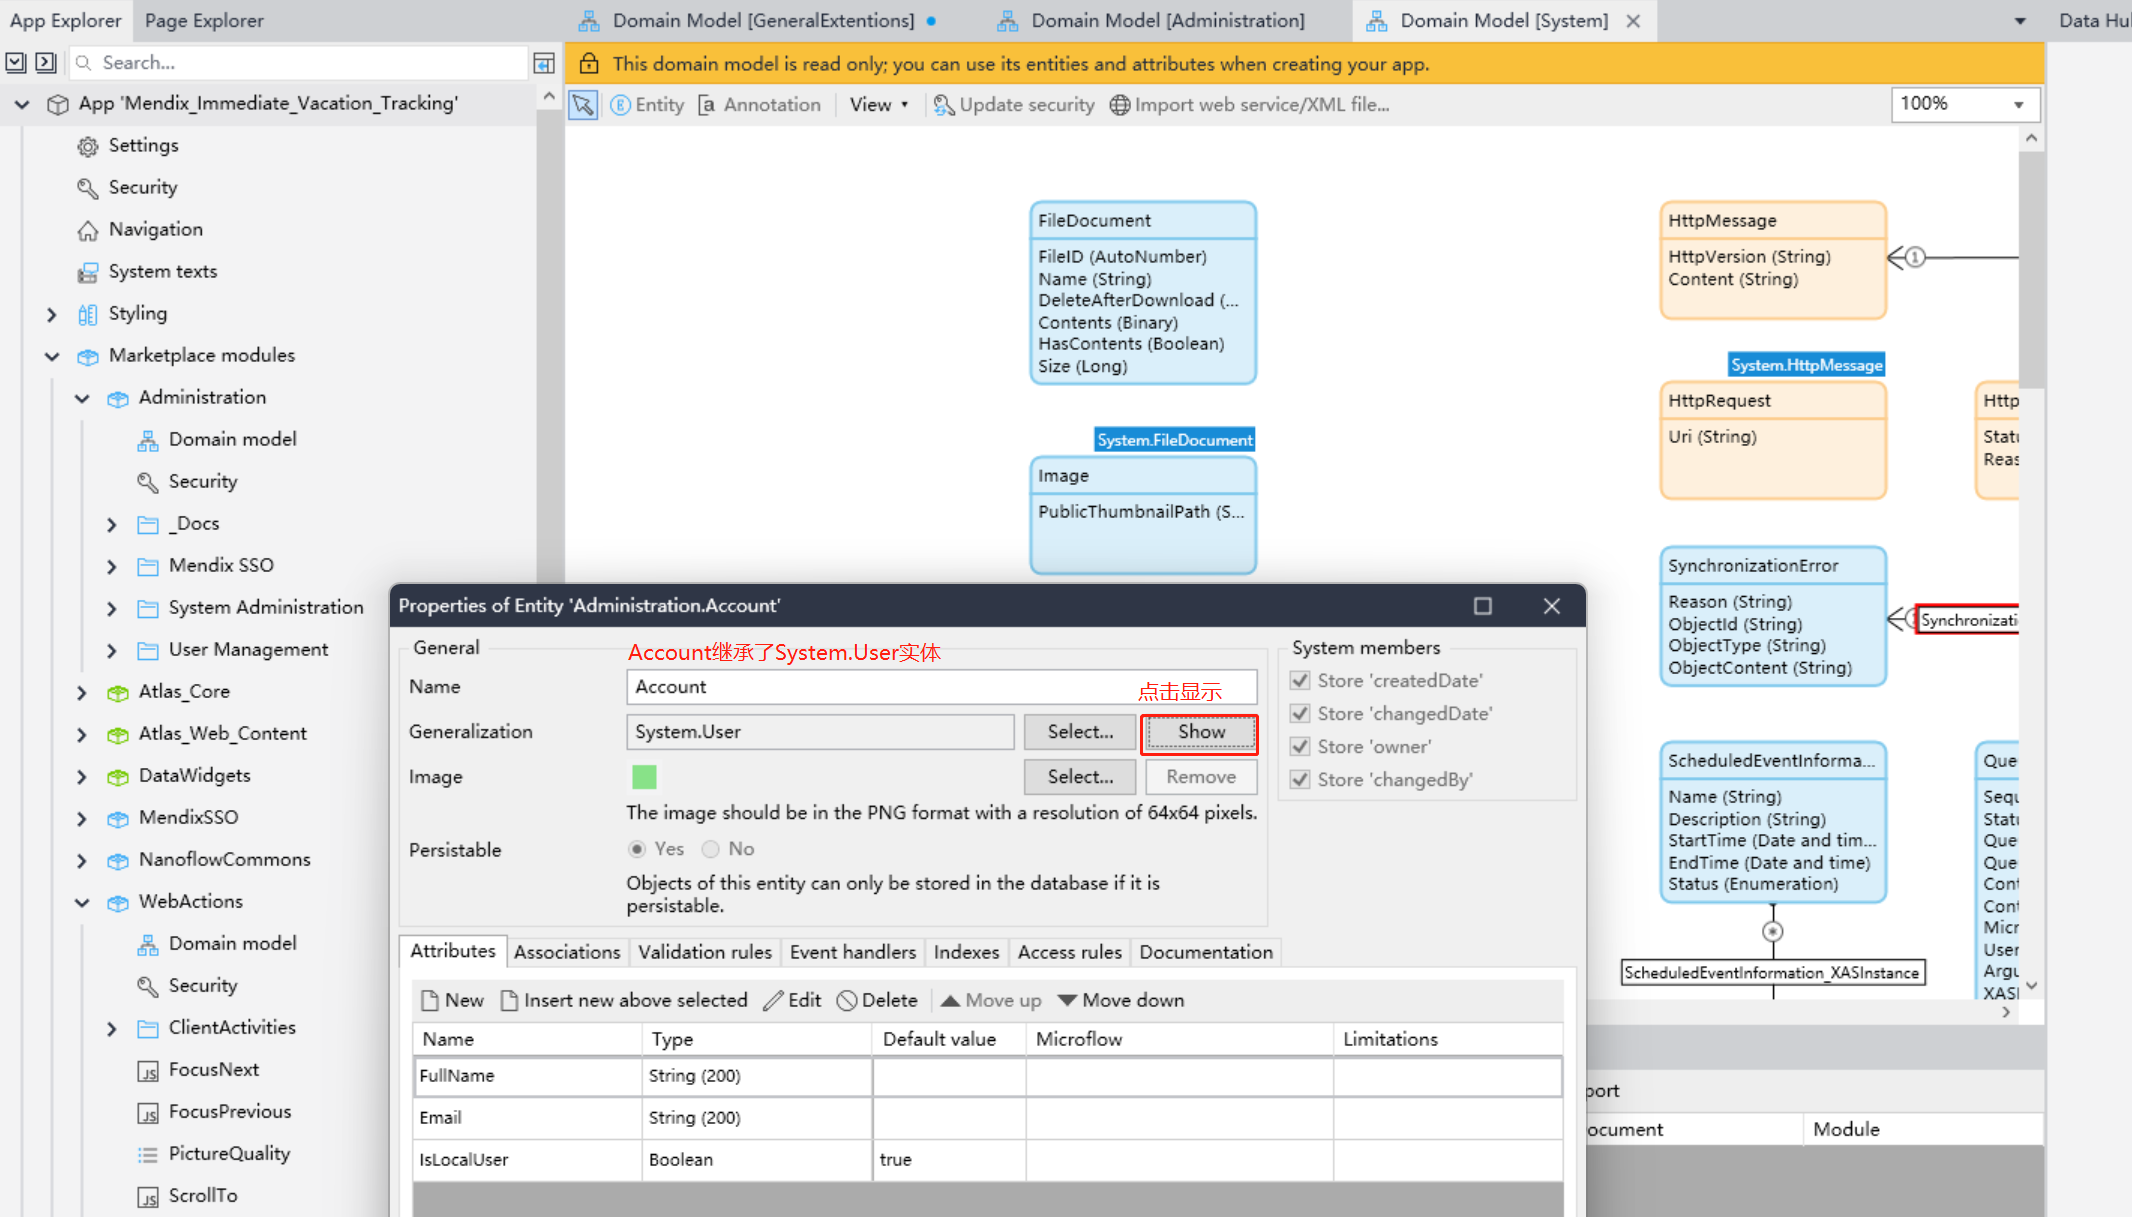 App Explorer
Page Explorer
Domain Model [GeneralExtentions]
Domain Model [Administration]
Domain Model [System]
Data Hu
Search...
This domain model is read only; you can use its entities and attributes when creating your app.
Entity
Annotation
View
Update security
Import web service/XML file...
100%
App 'Mendix_Immediate_Vacation_Tracking'
Settings
Security
Navigation
System texts
Styling
Marketplace modules
Administration
Domain model
Security
_Docs
Mendix SSO
System Administration
User Management
Atlas_Core
Atlas_Web_Content
DataWidgets
MendixSSO
NanoflowCommons
WebActions
Domain model
Security
ClientActivities
FocusNext
FocusPrevious
PictureQuality
ScrollTo
FileDocument
FileID (AutoNumber)
Name (String)
DeleteAfterDownload (...
Contents (Binary)
HasContents (Boolean)
Size (Long)
System.FileDocument
Image
PublicThumbnailPath (S...
HttpMessage
HttpVersion (String)
Content (String)
1
System.HttpMessage
HttpRequest
Uri (String)
Http
Statu
Reas
SynchronizationError
Reason (String)
ObjectId (String)
ObjectType (String)
ObjectContent (String)
Synchronizati
ScheduledEventInforma...
Name (String)
Description (String)
StartTime (Date and tim...
EndTime (Date and time)
Status (Enumeration)
ScheduledEventInformation_XASInstance
Que
Sequ
Statu
Que
Que
Cont
Cont
Micr
User
Argu
XASI
Properties of Entity 'Administration.Account'
General
Account继承了System.User实体
Name
Account
点击显示
Generalization
System.User
Select...
Show
Image
Select...
Remove
The image should be in the PNG format with a resolution of 64x64 pixels.
Persistable
Yes
No
Objects of this entity can only be stored in the database if it is
persistable.
System members
Store 'createdDate'
Store 'changedDate'
Store 'owner'
Store 'changedBy'
Attributes
Associations
Validation rules
Event handlers
Indexes
Access rules
Documentation
New
Insert new above selected
Edit
Delete
Move up
Move down
Name
Type
Default value
Microflow
Limitations
FullName
String (200)
Email
String (200)
IsLocalUser
Boolean
true
port
ocument
Module